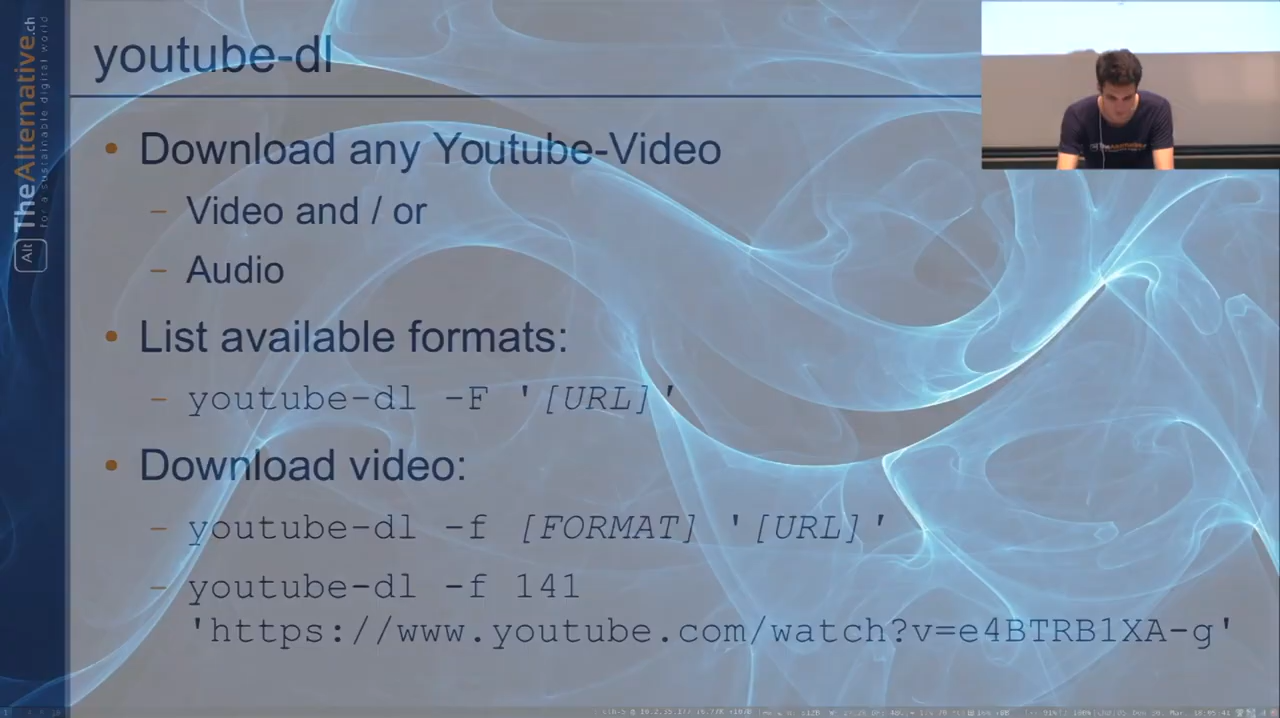 youtube-dl
• Download any Youtube-Video
– Video and / or
– Audio
• List available formats:
– youtube-dl -F '[URL]'
• Download video:
– youtube-dl -f [FORMAT] '[URL]'
– youtube-dl -f 141
'https://www.youtube.com/watch?v=e4BTRB1XA-g'
Alt TheAlternative.ch
for a sustainable digital world